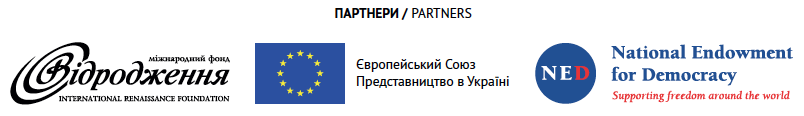 ПАРТНЕРИ / PARTNERS
міжнародний фонд
Відродження
INTERNATIONAL RENAISSANCE FOUNDATION
Європейський Союз
Представництво в Україні
NED
National Endowment
for Democracy
Supporting freedom around the world